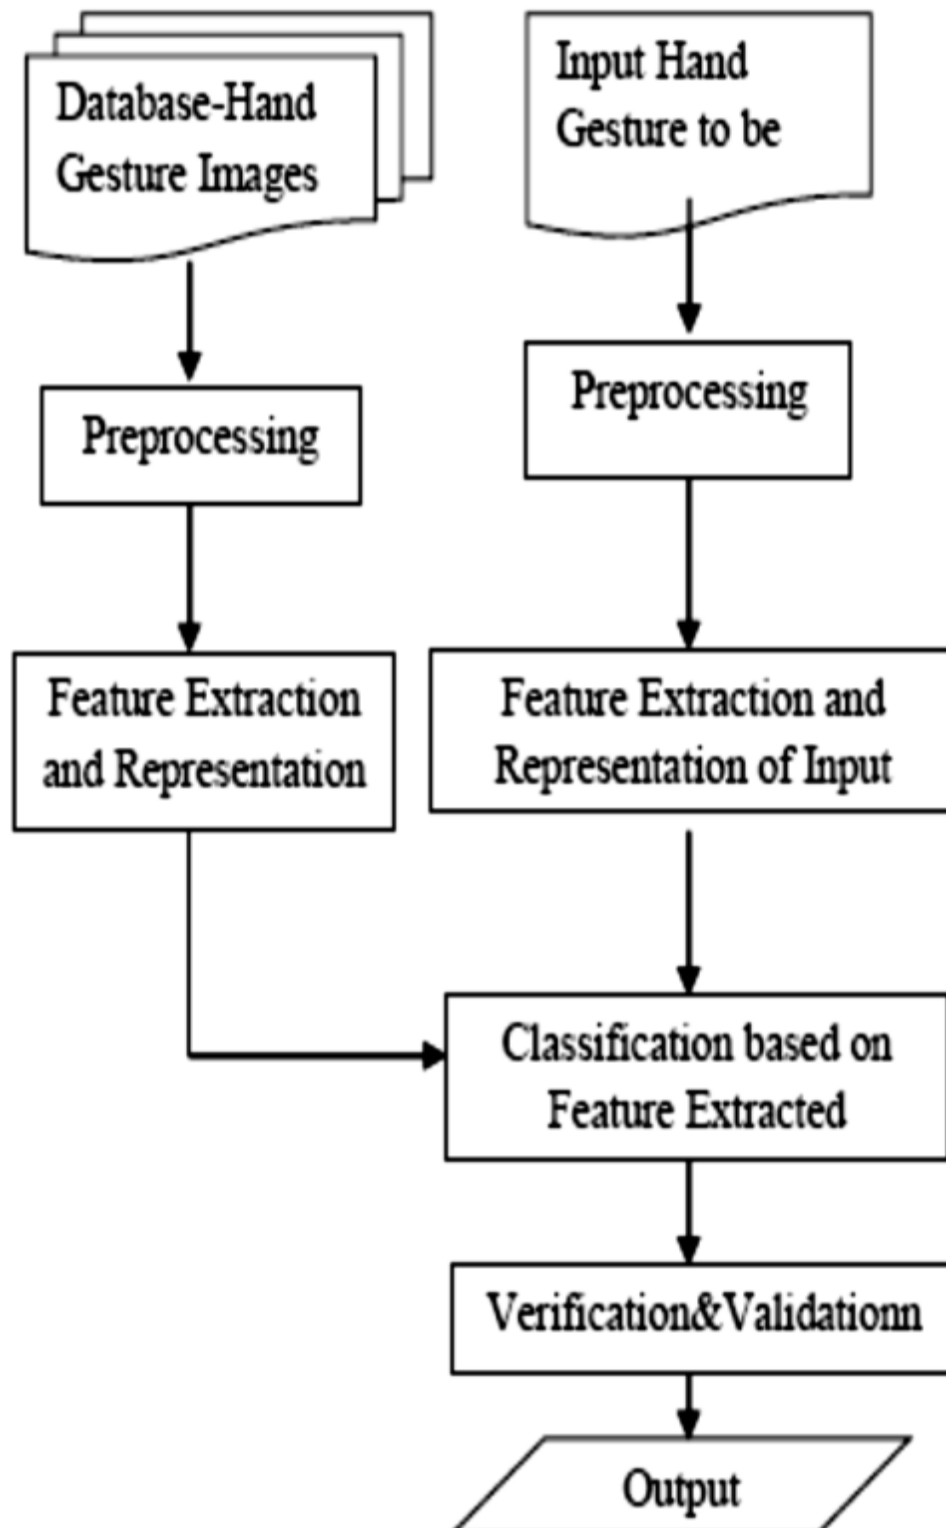 Database-Hand
Gesture Images
Input Hand
Gesture to be
Preprocessing
Preprocessing
Feature Extraction
and Representation
Feature Extraction and
Representation of Input
Classification based on
Feature Extracted
Verification&Validationn
Output